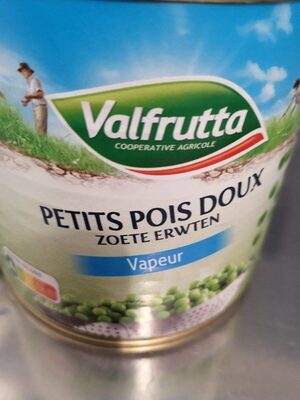 Valfrutta
COOPERATIVE AGRICOLE
PETITS POIS DOUX
ZOETE ERWTEN
Vapeur